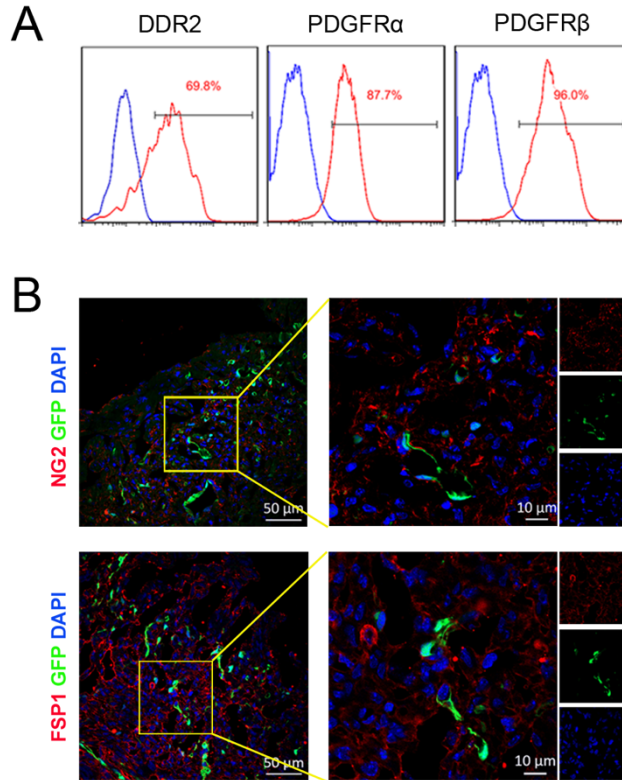 A
DDR2 PDGFRα PDGFRβ
69.8% 87.7% 96.0%
B
NG2 GFP DAPI
50 µm 10 µm
FSP1 GFP DAPI
50 µm 10 µm